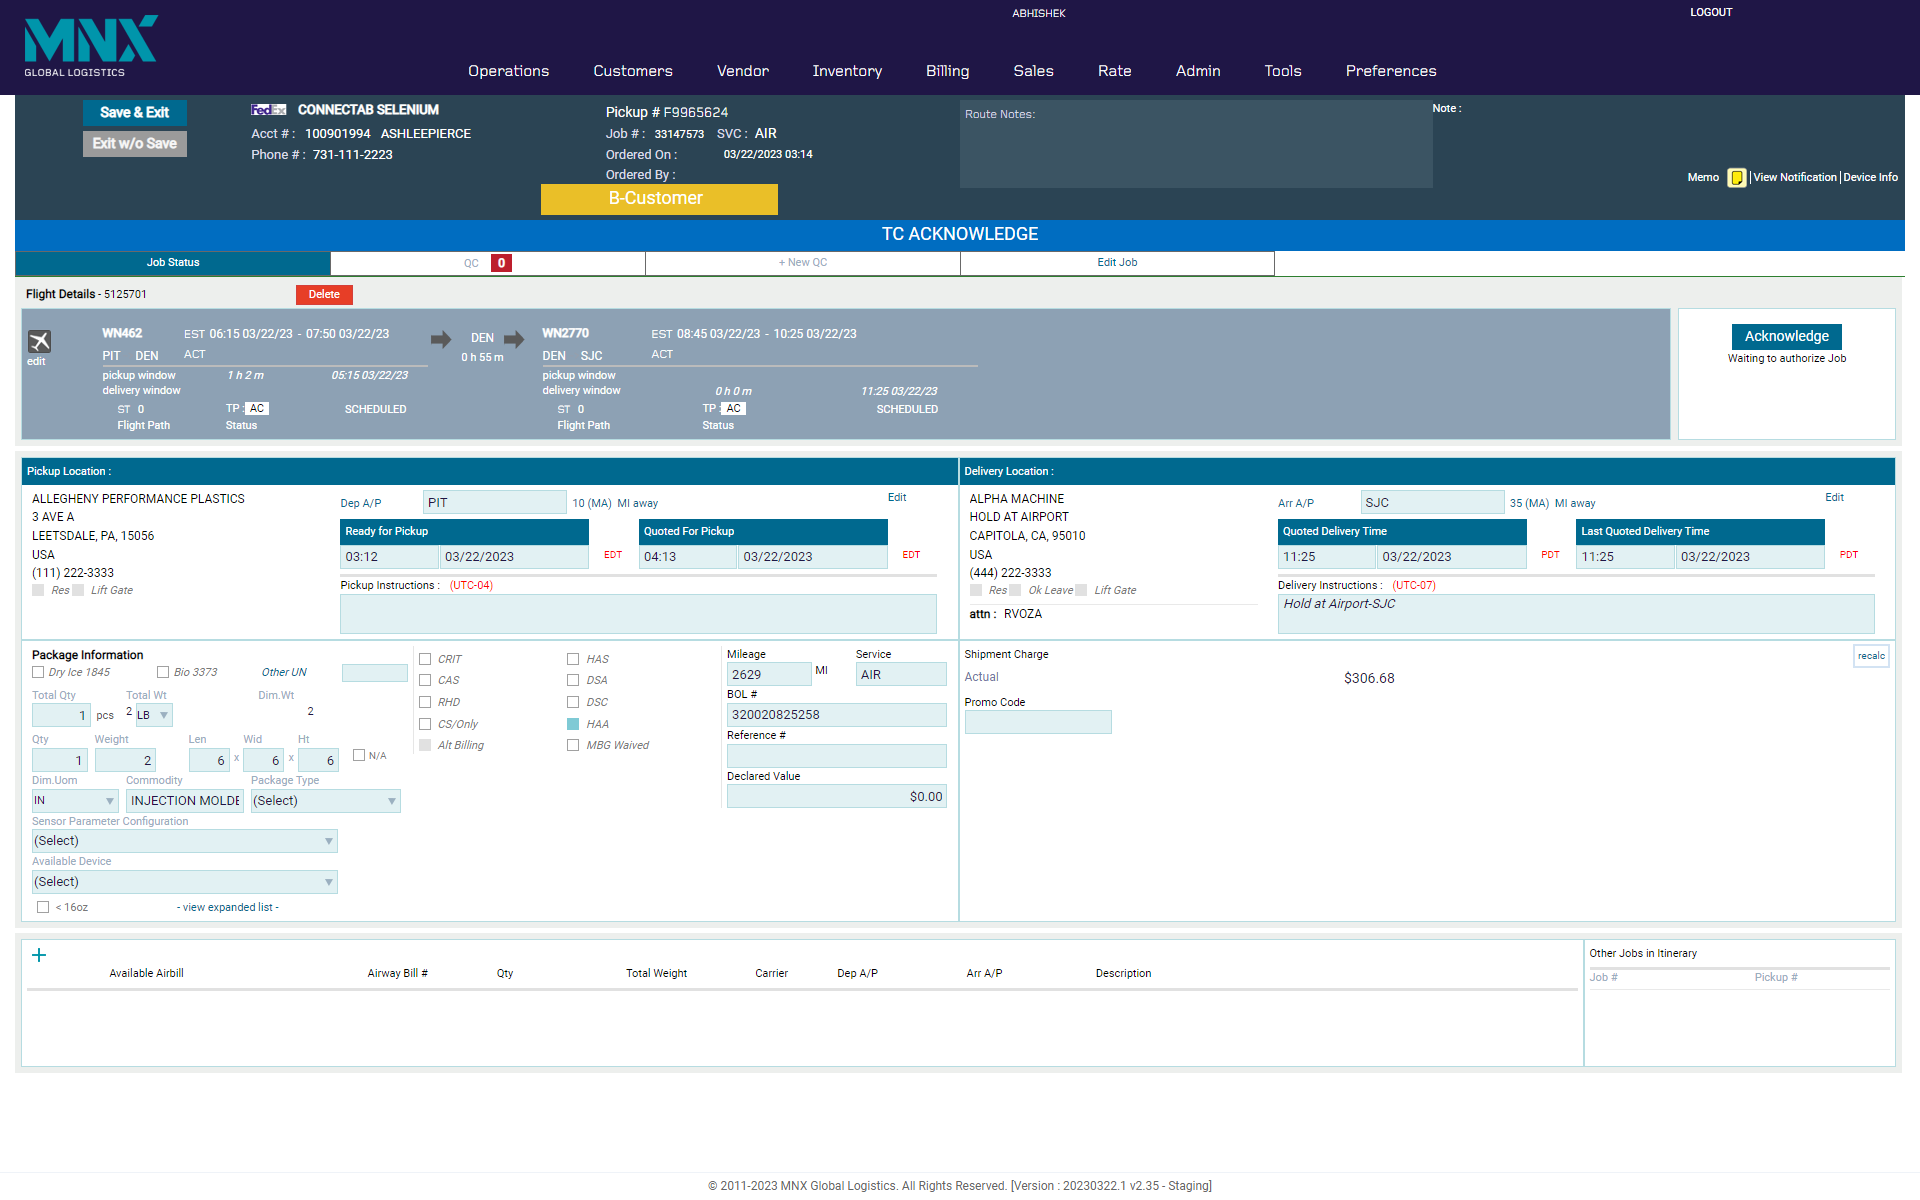 MNX
GLOBAL LOGISTICS
ABHISHEK
LOGOUT
Operations Customers Vendor Inventory Billing Sales Rate Admin Tools Preferences
Save & Exit
Exit w/o Save
FedEx CONNECTAB SELENIUM
Acct # : 100901994 ASHLEEPIERCE
Phone # : 731-111-2223
Pickup # F9965624
Job # : 33147573 SVC : AIR
Ordered On : 03/22/2023 03:14
Ordered By :
B-Customer
Route Notes:
Note :
Memo | View Notification | Device Info
TC ACKNOWLEDGE
Job Status QC 0 + New QC Edit Job
Flight Details - 5125701 Delete
edit
WN462 EST 06:15 03/22/23 - 07:50 03/22/23
PIT DEN ACT
pickup window 1 h 2 m 05:15 03/22/23
delivery window
ST 0 TP : AC SCHEDULED
Flight Path Status
DEN
0 h 55 m
WN2770 EST 08:45 03/22/23 - 10:25 03/22/23
DEN SJC ACT
pickup window
delivery window 0 h 0 m 11:25 03/22/23
ST 0 TP : AC SCHEDULED
Flight Path Status
Acknowledge
Waiting to authorize Job
Pickup Location :
ALLEGHENY PERFORMANCE PLASTICS
3 AVE A
LEETSDALE, PA, 15056
USA
(111) 222-3333
Res Lift Gate
Dep A/P PIT 10 (MA) MI away Edit
Ready for Pickup Quoted For Pickup
03:12 03/22/2023 EDT 04:13 03/22/2023 EDT
Pickup Instructions : (UTC-04)
Delivery Location :
ALPHA MACHINE
HOLD AT AIRPORT
CAPITOLA, CA, 95010
USA
(444) 222-3333
Res Ok Leave Lift Gate
attn : RVOZA
Arr A/P SJC 35 (MA) MI away Edit
Quoted Delivery Time Last Quoted Delivery Time
11:25 03/22/2023 PDT 11:25 03/22/2023 PDT
Delivery Instructions : (UTC-07)
Hold at Airport-SJC
Package Information
Dry Ice 1845 Bio 3373 Other UN
Total Qty Total Wt Dim.Wt
1 pcs 2 LB 2
Qty Weight Len Wid Ht
1 2 6 x 6 x 6 N/A
Dim.Uom Commodity Package Type
IN INJECTION MOLDE (Select)
Sensor Parameter Configuration
(Select)
Available Device
(Select)
< 16oz - view expanded list -
CRIT HAS
CAS DSA
RHD DSC
CS/Only HAA
Alt Billing MBG Waived
Mileage Service
2629 MI AIR
BOL #
320020825258
Reference #
Declared Value
$0.00
Shipment Charge recalc
Actual $306.68
Promo Code
+
Available Airbill Airway Bill # Qty Total Weight Carrier Dep A/P Arr A/P Description
Other Jobs in Itinerary
Job # Pickup #
© 2011-2023 MNX Global Logistics. All Rights Reserved. [Version : 20230322.1 v2.35 - Staging]